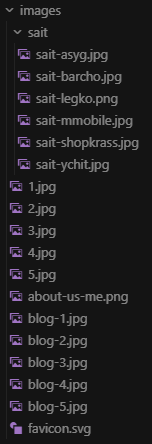 images
sait
sait-asyg.jpg
sait-barcho.jpg
sait-legko.png
sait-mmobile.jpg
sait-shopkrass.jpg
sait-ychit.jpg
1.jpg
2.jpg
3.jpg
4.jpg
5.jpg
about-us-me.png
blog-1.jpg
blog-2.jpg
blog-3.jpg
blog-4.jpg
blog-5.jpg
favicon.svg